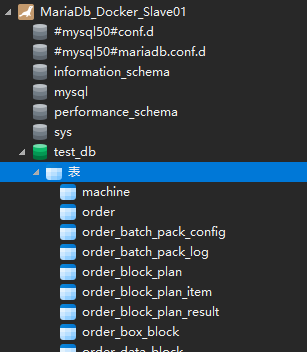 MariaDb_Docker_Slave01
#mysql50#conf.d
#mysql50#mariadb.conf.d
information_schema
mysql
performance_schema
sys
test_db
表
machine
order
order_batch_pack_config
order_batch_pack_log
order_block_plan
order_block_plan_item
order_block_plan_result
order_box_block
order_data_block